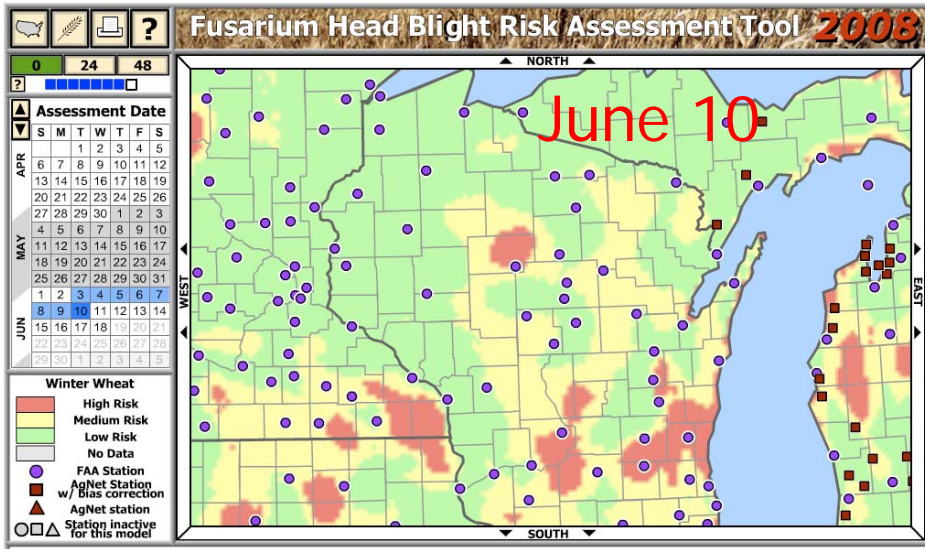 ?
Fusarium Head Blight Risk Assessment Tool 2008
0 24 48
?
NORTH
June 10
WEST
EAST
SOUTH
Assessment Date
S M T W T F S
APR
1 2 3 4 5
6 7 8 9 10 11 12
13 14 15 16 17 18 19
20 21 22 23 24 25 26
27 28 29 30 1 2 3
MAY
4 5 6 7 8 9 10
11 12 13 14 15 16 17
18 19 20 21 22 23 24
25 26 27 28 29 30 31
JUN
1 2 3 4 5 6 7
8 9 10 11 12 13 14
15 16 17 18 19 20 21
22 23 24 25 26 27 28
29 30 1 2 3 4 5
Winter Wheat
High Risk
Medium Risk
Low Risk
No Data
FAA Station
AgNet Station
w/ Bias correction
AgNet station
Station inactive
for this model